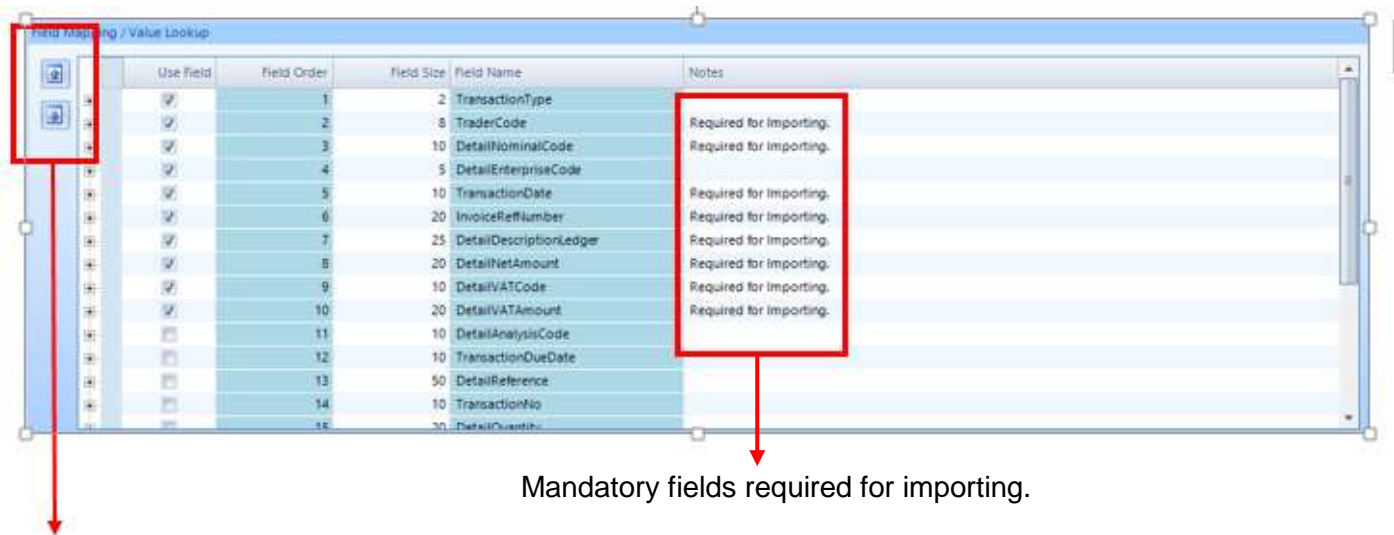 Field Mapping / Value Lookup
Use Field Field Order Field Size Field Name Notes
1 2 TransactionType
2 8 TraderCode Required for Importing.
3 10 DetailNominalCode Required for Importing.
4 5 DetailEnterpriseCode
5 10 TransactionDate Required for Importing.
6 20 InvoiceRefNumber Required for Importing.
7 25 DetailDescriptionLedger Required for Importing.
8 20 DetailNetAmount Required for Importing.
9 10 DetailVATCode Required for Importing.
10 20 DetailVATAmount Required for Importing.
11 10 DetailAnalysisCode
12 10 TransactionDueDate
13 50 DetailReference
14 10 TransactionNo
15 20 DetailQuantity
Mandatory fields required for importing.